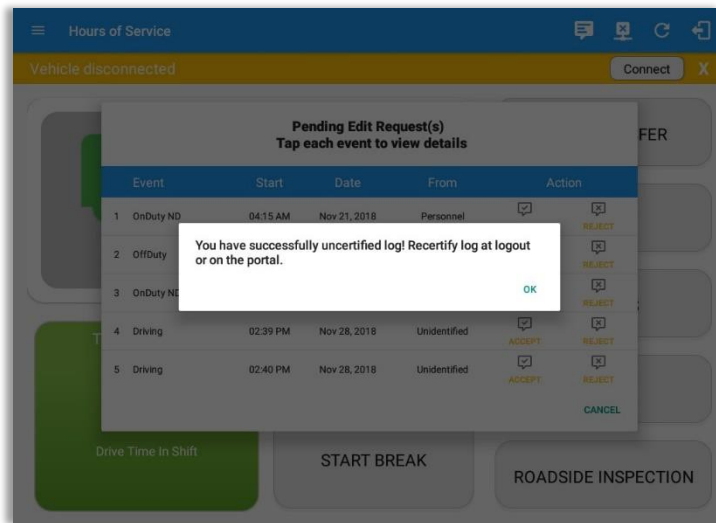 Hours of Service
Vehicle disconnected
Connect
X
Pending Edit Request(s)
Tap each event to view details
FER
Event Start Date From Action
1 OnDuty ND 04:15 AM Nov 21, 2018 Personnel
REJECT
2 OffDuty
REJECT
You have successfully uncertified log! Recertify log at logout
or on the portal.
OK
3 OnDuty ND
REJECT
4 Driving 02:39 PM Nov 28, 2018 Unidentified
ACCEPT REJECT
5 Driving 02:40 PM Nov 28, 2018 Unidentified
ACCEPT REJECT
CANCEL
Drive Time In Shift
START BREAK
ROADSIDE INSPECTION